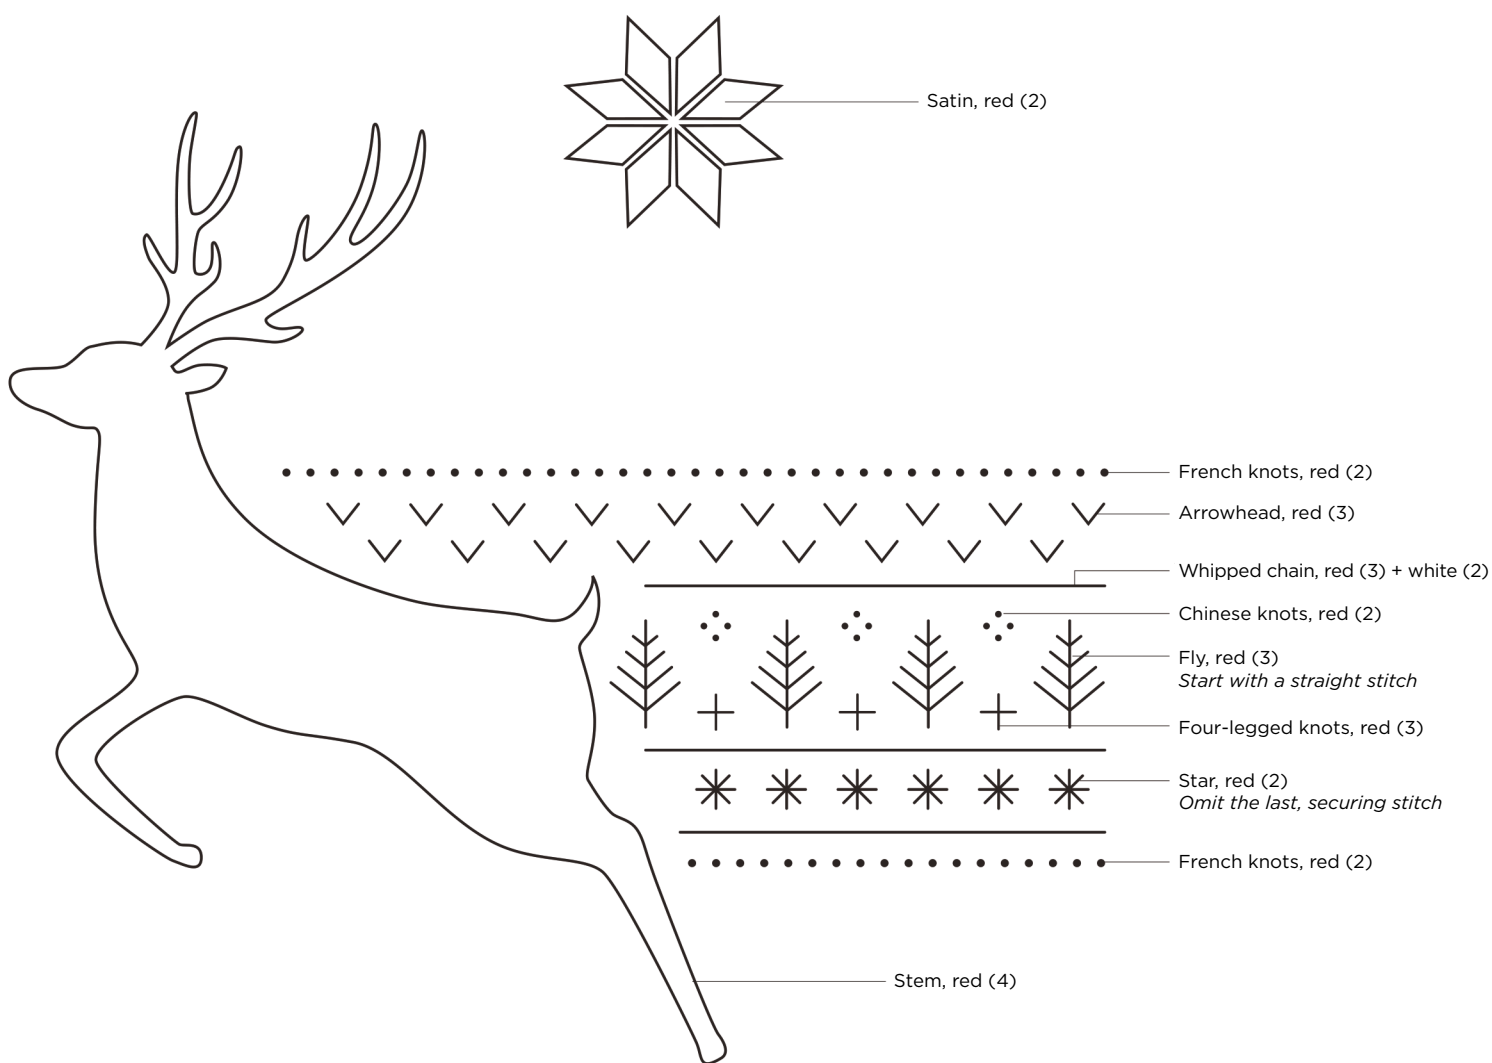 Satin, red (2)
French knots, red (2)
Arrowhead, red (3)
Whipped chain, red (3) + white (2)
Chinese knots, red (2)
Fly, red (3)
Start with a straight stitch
Four-legged knots, red (3)
Star, red (2)
Omit the last, securing stitch
French knots, red (2)
Stem, red (4)